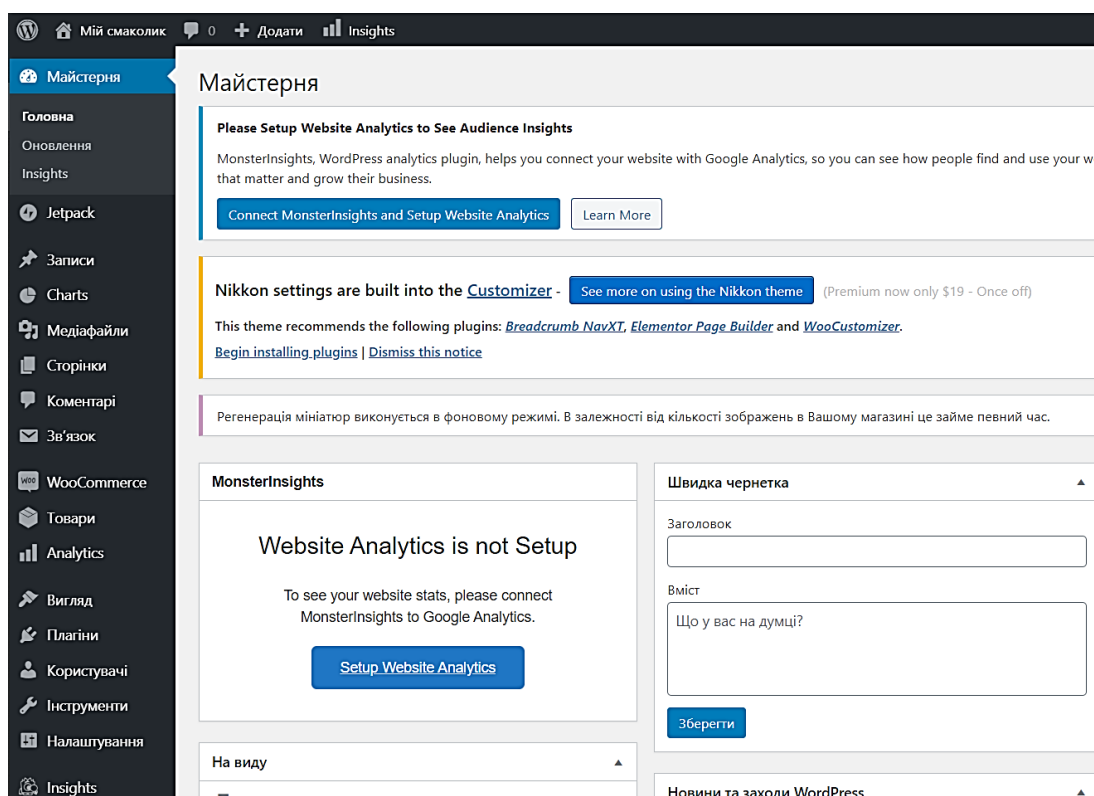 Мій смаколик 0 Додати Insights
Майстерня
Головна
Оновлення
Insights
Jetpack
Записи
Charts
Медіафайли
Сторінки
Коментарі
Зв'язок
WooCommerce
Товари
Analytics
Вигляд
Плагіни
Користувачі
Інструменти
Налаштування
Insights
Майстерня
Please Setup Website Analytics to See Audience Insights
MonsterInsights, WordPress analytics plugin, helps you connect your website with Google Analytics, so you can see how people find and use your w
that matter and grow their business.
Connect MonsterInsights and Setup Website Analytics Learn More
Nikkon settings are built into the Customizer - See more on using the Nikkon theme (Premium now only $19 - Once off)
This theme recommends the following plugins: Breadcrumb NavXT, Elementor Page Builder and WooCustomizer.
Begin installing plugins | Dismiss this notice
Регенерація мініатюр виконується в фоновому режимі. В залежності від кількості зображень в Вашому магазині це займе певний час.
MonsterInsights
Website Analytics is not Setup
To see your website stats, please connect
MonsterInsights to Google Analytics.
Setup Website Analytics
На виду
Швидка чернетка
Заголовок
Вміст
Що у вас на думці?
Зберегти
Новини та заходи WordPress